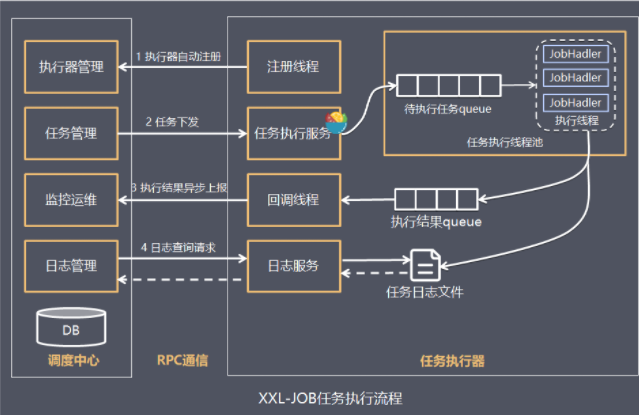 执行器管理
1 执行器自动注册
注册线程
JobHadler
JobHadler
JobHadler
执行线程
待执行任务queue
任务执行线程池
任务管理
2 任务下发
任务执行服务
监控运维
3 执行结果异步上报
回调线程
执行结果queue
日志管理
4 日志查询请求
日志服务
任务日志文件
DB
调度中心
RPC通信
任务执行器
XXL-JOB任务执行流程